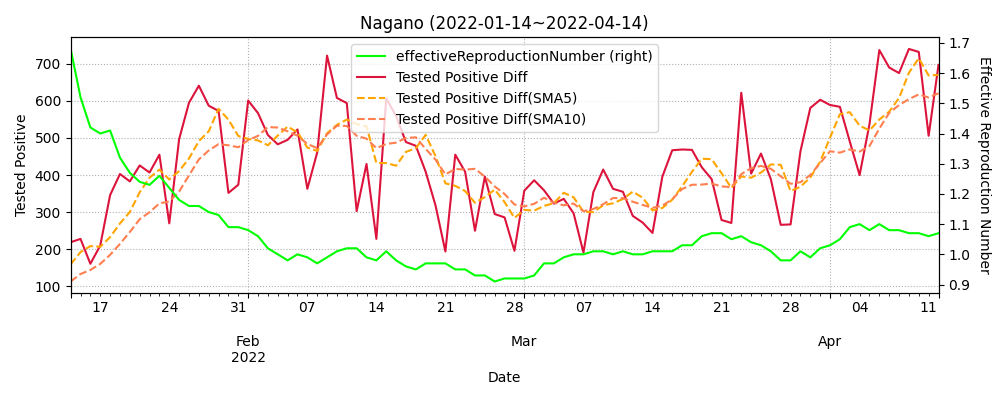 Nagano (2022-01-14~2022-04-14)
effectiveReproductionNumber (right)
Tested Positive Diff
Tested Positive Diff(SMA5)
Tested Positive Diff(SMA10)
Tested Positive
700
600
500
400
300
200
100
Effective Reproduction Number
1.7
1.6
1.5
1.4
1.3
1.2
1.1
1.0
0.9
17 24 31 07 14 21 28 07 14 21 28 04 11
Feb Mar Apr
2022
Date